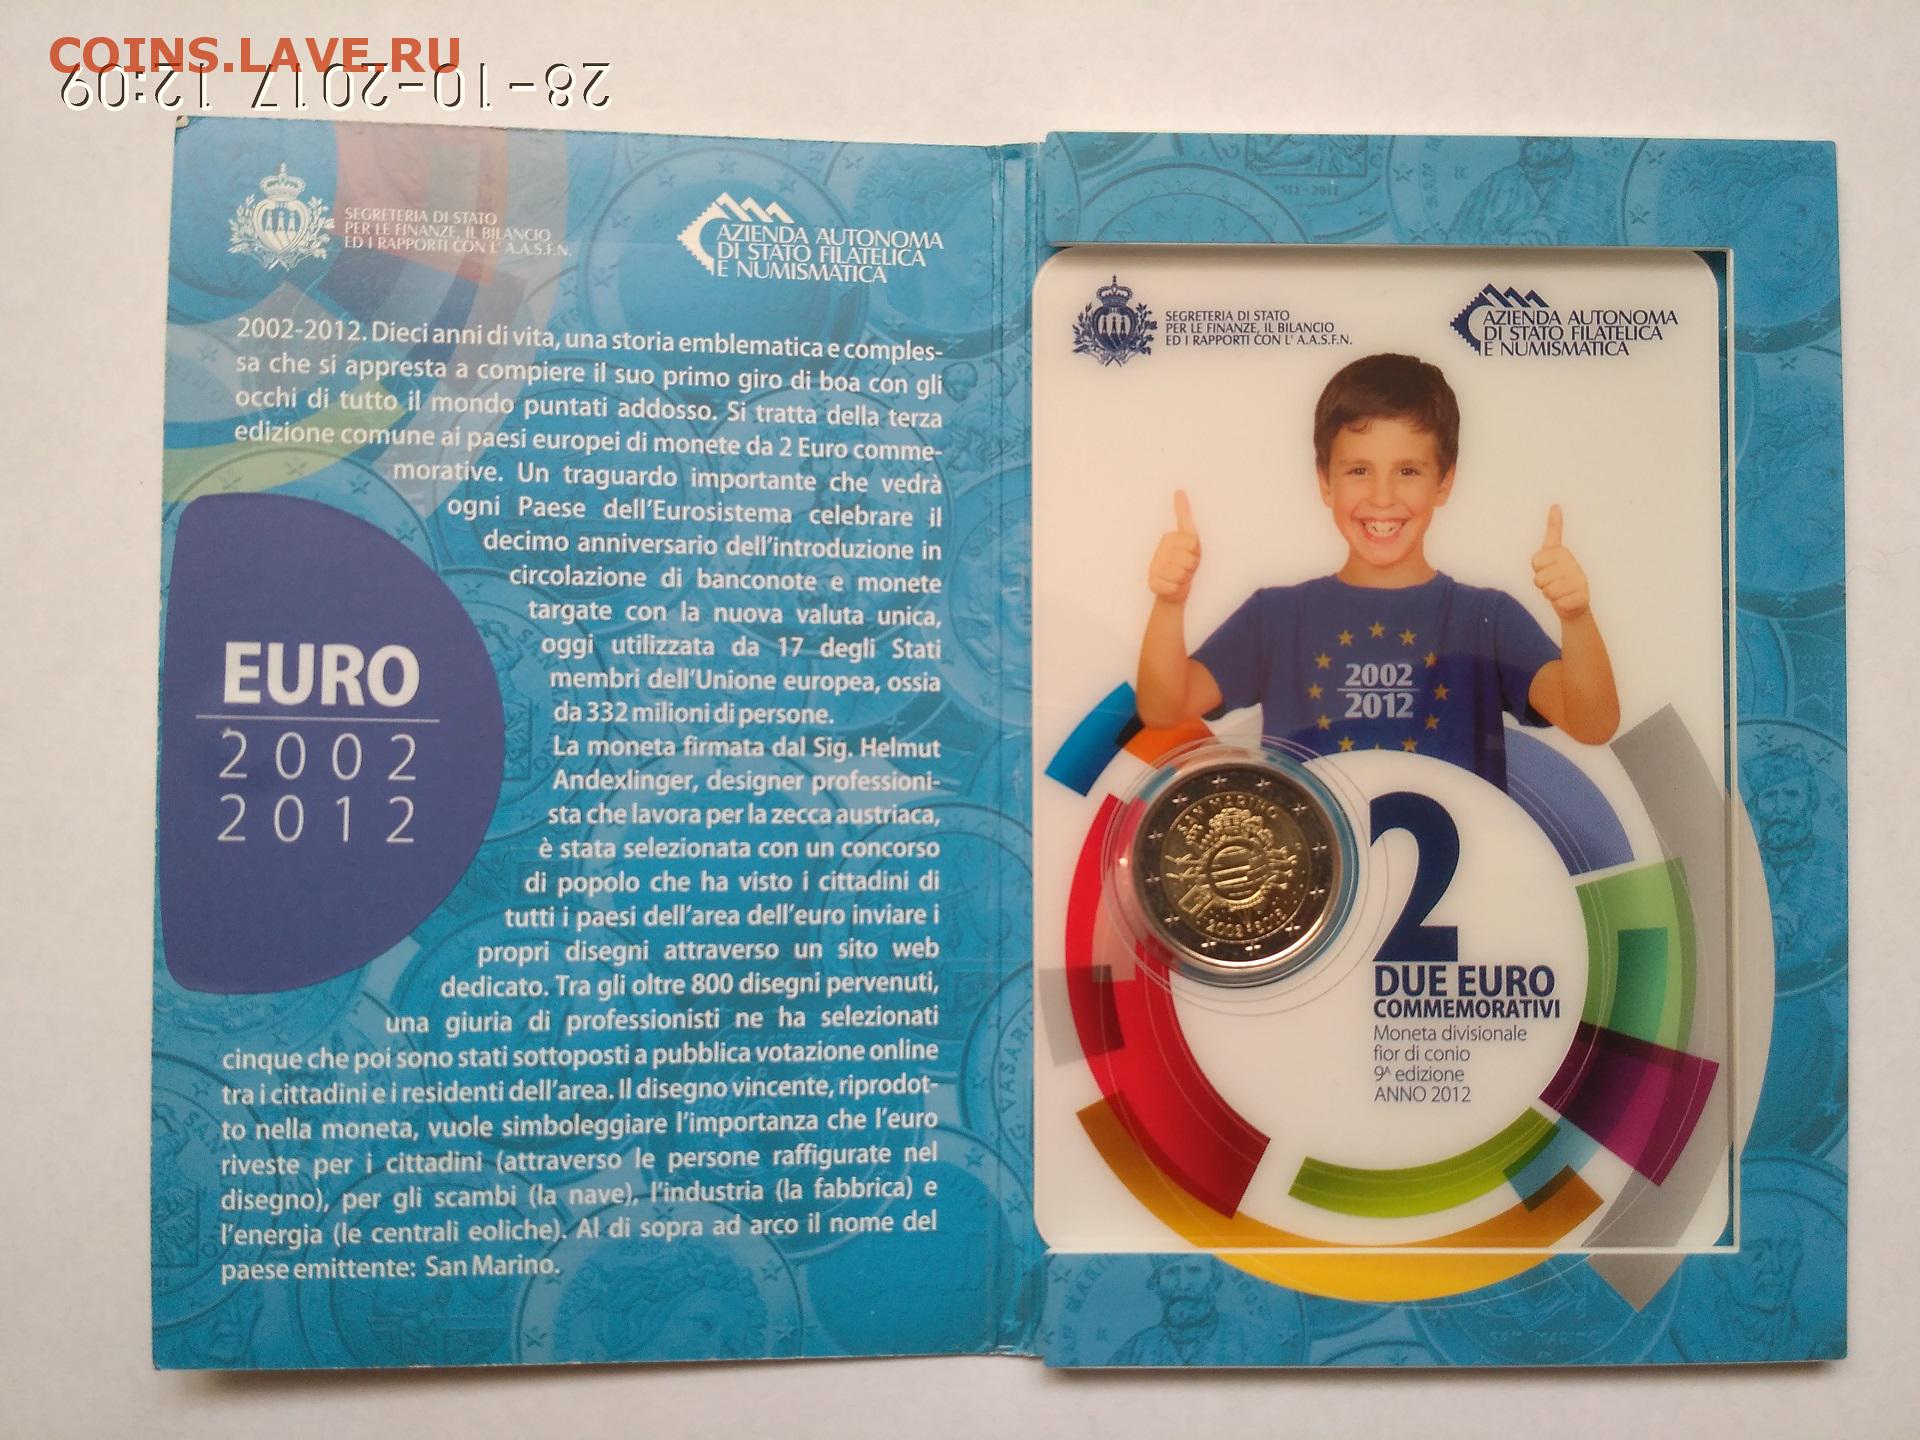 COINS.LAVE.RU
28-10-2017 12:09
SEGRETERIA DI STATO
PER LE FINANZE, IL BILANCIO
ED I RAPPORTI CON L' A.A.S.F.N.
AZIENDA AUTONOMA
DI STATO FILATELICA
E NUMISMATICA
2002-2012. Dieci anni di vita, una storia emblematica e comples-
sa che si appresta a compiere il suo primo giro di boa con gli
occhi di tutto il mondo puntati addosso. Si tratta della terza
edizione comune ai paesi europei di monete da 2 Euro comme-
morative. Un traguardo importante che vedrà
ogni Paese dell'Eurosistema celebrare il
decimo anniversario dell'introduzione in
circolazione di banconote e monete
targate con la nuova valuta unica,
oggi utilizzata da 17 degli Stati
membri dell'Unione europea, ossia
da 332 milioni di persone.
La moneta firmata dal Sig. Helmut
Andexlinger, designer professioni-
sta che lavora per la zecca austriaca,
è stata selezionata con un concorso
di popolo che ha visto i cittadini di
tutti i paesi dell'area dell'euro inviare i
propri disegni attraverso un sito web
dedicato. Tra gli oltre 800 disegni pervenuti,
una giuria di professionisti ne ha selezionati
cinque che poi sono stati sottoposti a pubblica votazione online
tra i cittadini e i residenti dell'area. Il disegno vincente, riprodot-
to nella moneta, vuole simboleggiare l'importanza che l'euro
riveste per i cittadini (attraverso le persone raffigurate nel
disegno), per gli scambi (la nave), l'industria (la fabbrica) e
l'energia (le centrali eoliche). Al di sopra ad arco il nome del
paese emittente: San Marino.
EURO
2002
2012
SEGRETERIA DI STATO
PER LE FINANZE, IL BILANCIO
ED I RAPPORTI CON L' A.A.S.F.N.
AZIENDA AUTONOMA
DI STATO FILATELICA
E NUMISMATICA
2002
2012
SAN MARINO
2002 - 2012
2
DUE EURO
COMMEMORATIVI
Moneta divisionale
fior di conio
9ᴬ edizione
ANNO 2012